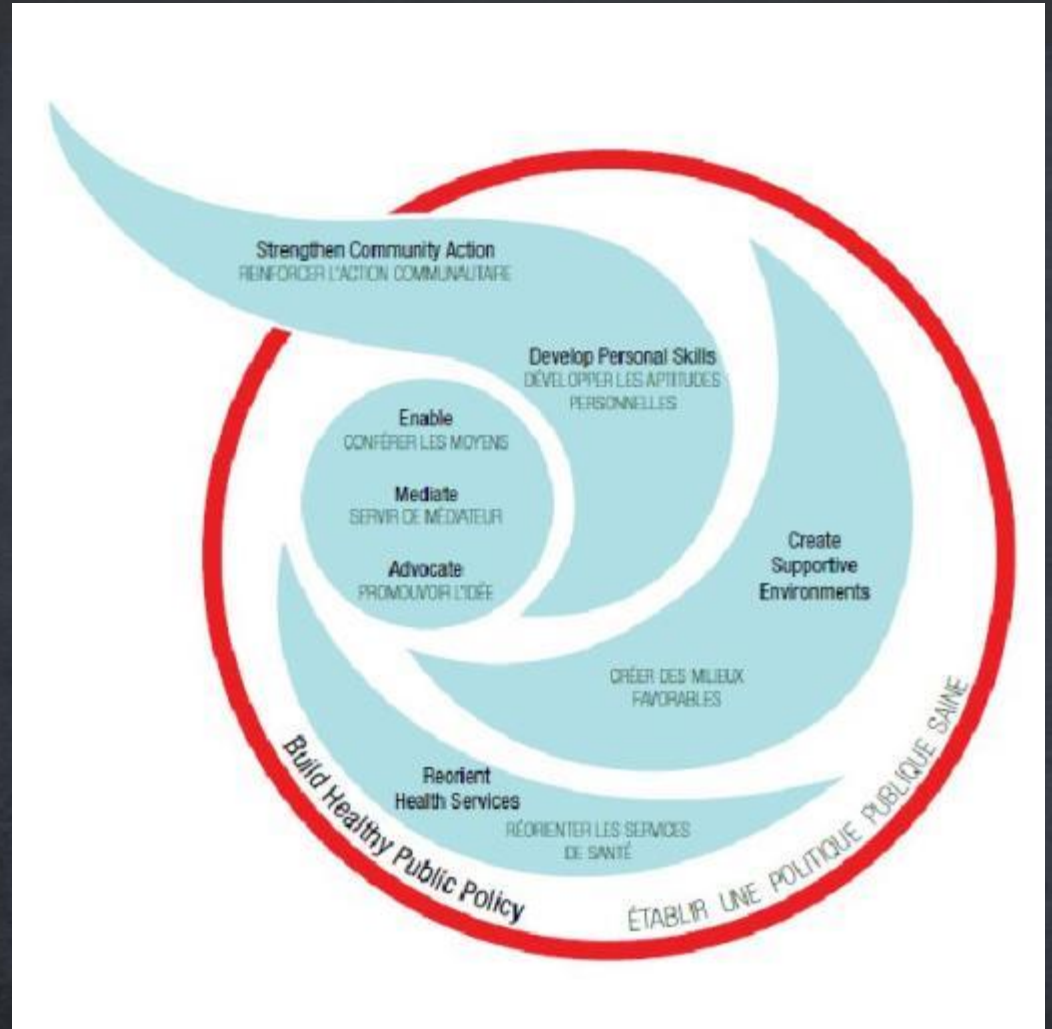 Strengthen Community Action
RENFORCER L'ACTION COMMUNAUTAIRE
Develop Personal Skills
DÉVELOPPER LES APTITUDES
PERSONNELLES
Enable
CONFÉRER LES MOYENS
Mediate
SERVIR DE MÉDIATEUR
Advocate
PROMOUVOIR L'IDÉE
Create
Supportive
Environments
CRÉER DES MILIEUX
FAVORABLES
Reorient
Health Services
RÉORIENTER LES SERVICES
DE SANTÉ
Build Healthy Public Policy
ÉTABLIR UNE POLITIQUE PUBLIQUE SAINE